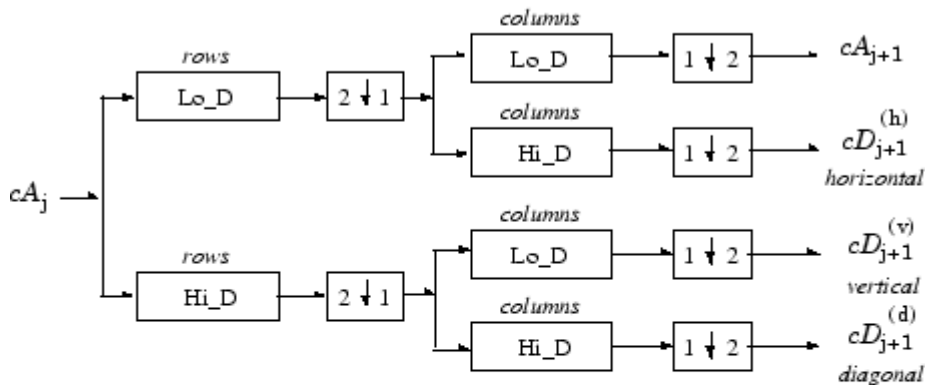 columns
rows
Lo_D
1 ↓ 2
cA_{j+1}
Lo_D
2 ↓ 1
columns
Hi_D
1 ↓ 2
cD_{j+1}^{(h)}
horizontal
cA_j
columns
rows
Lo_D
1 ↓ 2
cD_{j+1}^{(v)}
vertical
Hi_D
2 ↓ 1
columns
Hi_D
1 ↓ 2
cD_{j+1}^{(d)}
diagonal